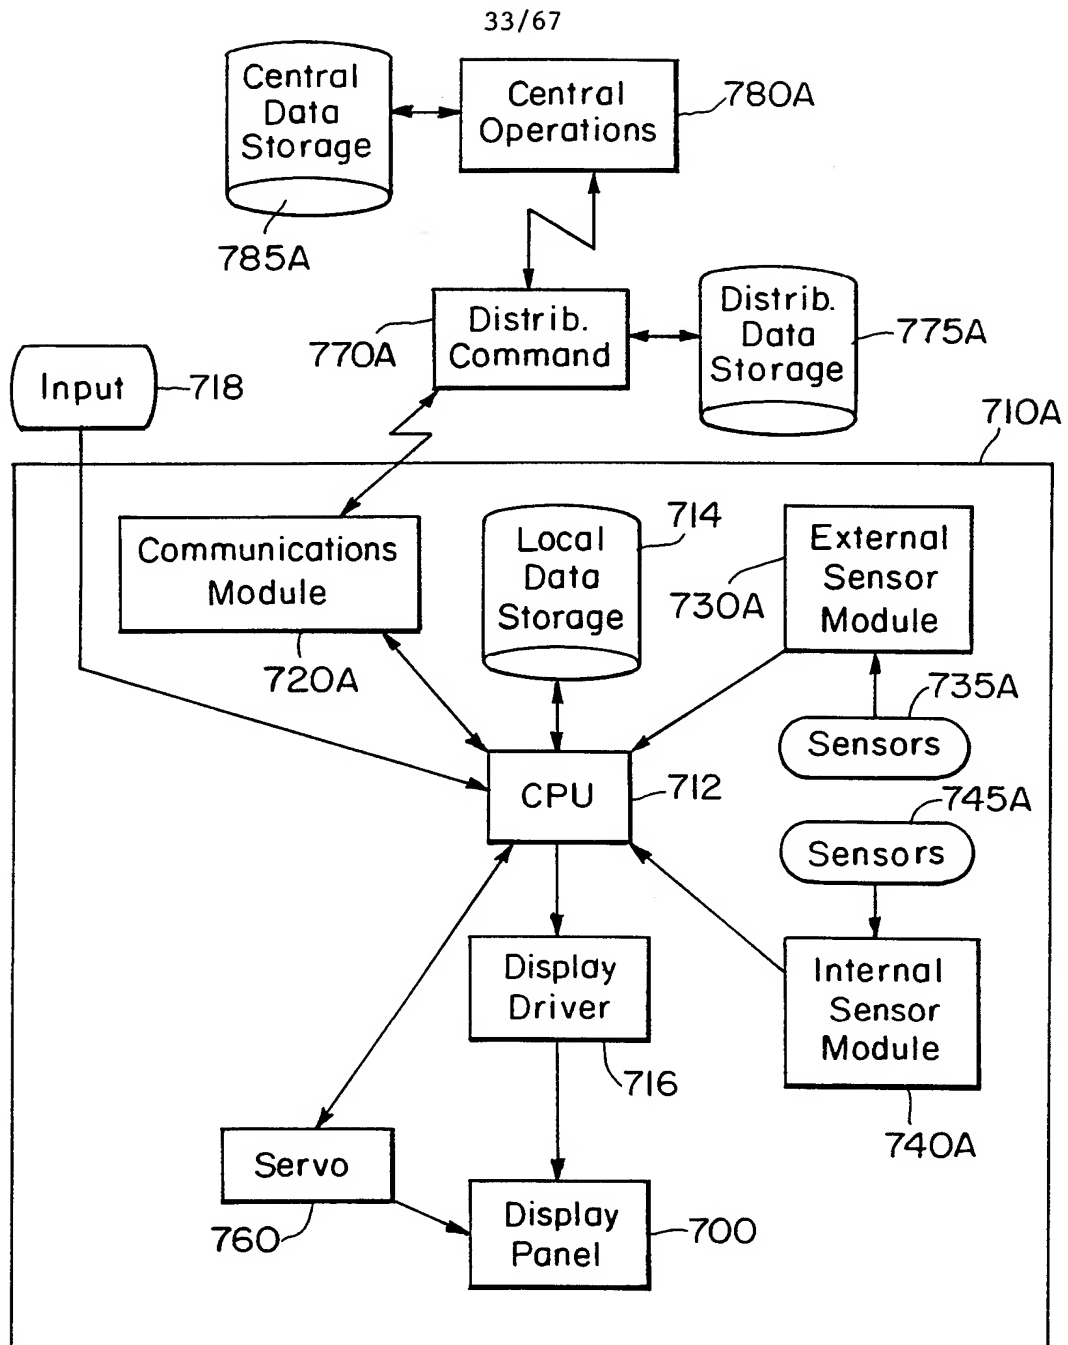 33/67
Central
Data
Storage
785A
Central
Operations
780A
Distrib.
Command
770A
Distrib.
Data
Storage
775A
Input
718
710A
Communications
Module
720A
Local
Data
Storage
714
External
Sensor
Module
730A
735A
Sensors
CPU
712
745A
Sensors
Display
Driver
716
Internal
Sensor
Module
740A
Servo
760
Display
Panel
700